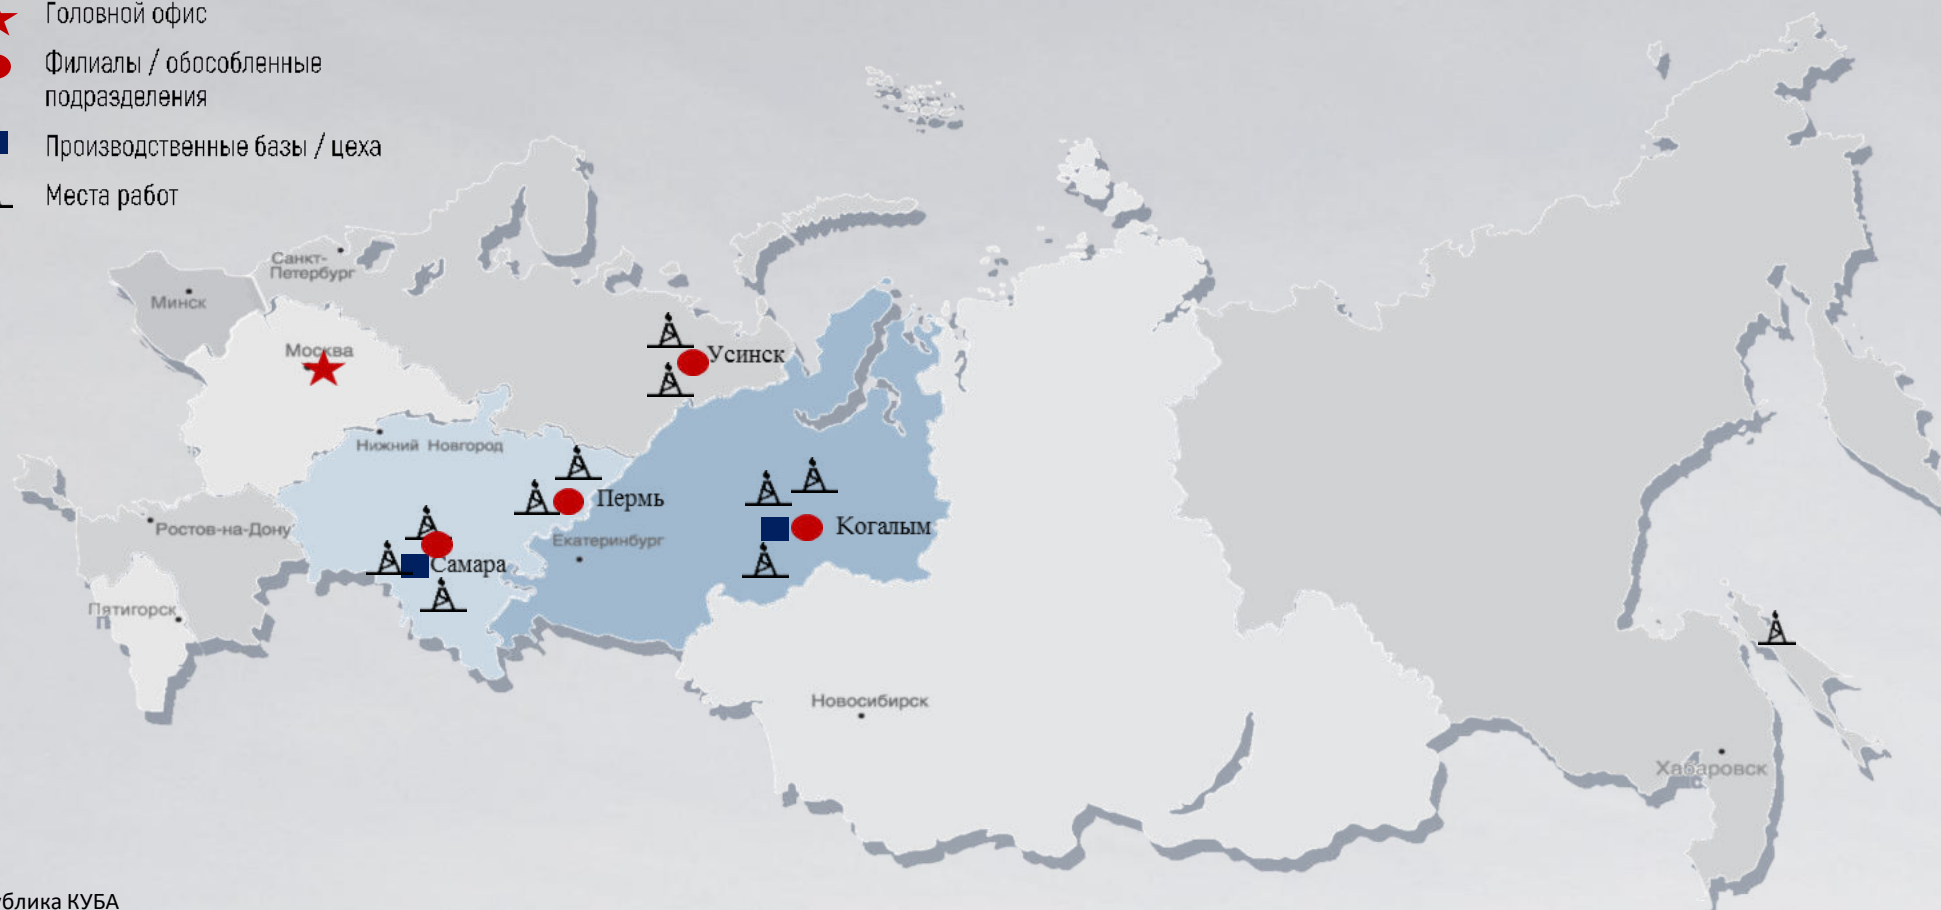 Головной офис
Филиалы / обособленные
подразделения
Производственные базы / цеха
Места работ
Санкт-
Петербург
Минск
Москва
Усинск
Нижний Новгород
Пермь
Ростов-на-Дону
Когалым
Екатеринбург
Самара
Пятигорск
Новосибирск
Хабаровск
ублика КУБА